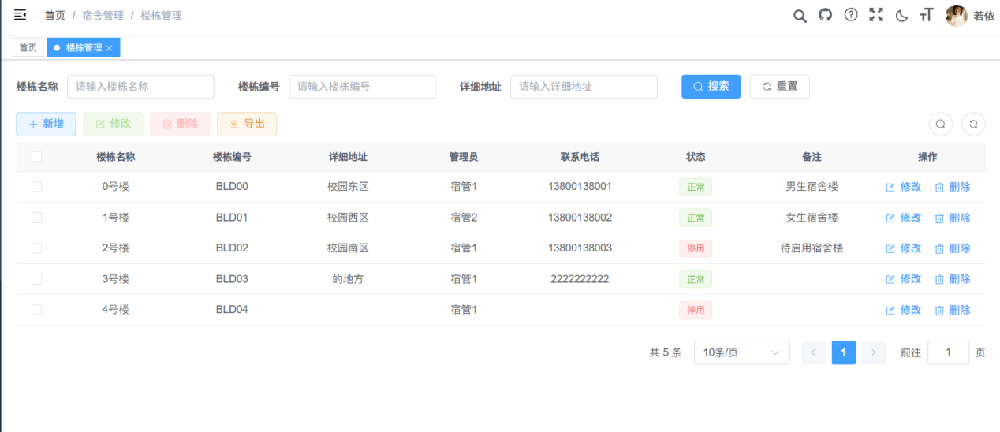 首页 / 宿舍管理 / 楼栋管理 若依
首页 楼栋管理 ×
楼栋名称 请输入楼栋名称 楼栋编号 请输入楼栋编号 详细地址 请输入详细地址 搜索 重置
+ 新增 修改 删除 导出
楼栋名称 楼栋编号 详细地址 管理员 联系电话 状态 备注 操作
0号楼 BLD00 校园东区 宿管1 13800138001 正常 男生宿舍楼 修改 删除
1号楼 BLD01 校园西区 宿管2 13800138002 正常 女生宿舍楼 修改 删除
2号楼 BLD02 校园南区 宿管1 13800138003 停用 待启用宿舍楼 修改 删除
3号楼 BLD03 的地方 宿管1 2222222222 正常 修改 删除
4号楼 BLD04 宿管1 停用 修改 删除
共 5 条 10条/页 < 1 > 前往 1 页